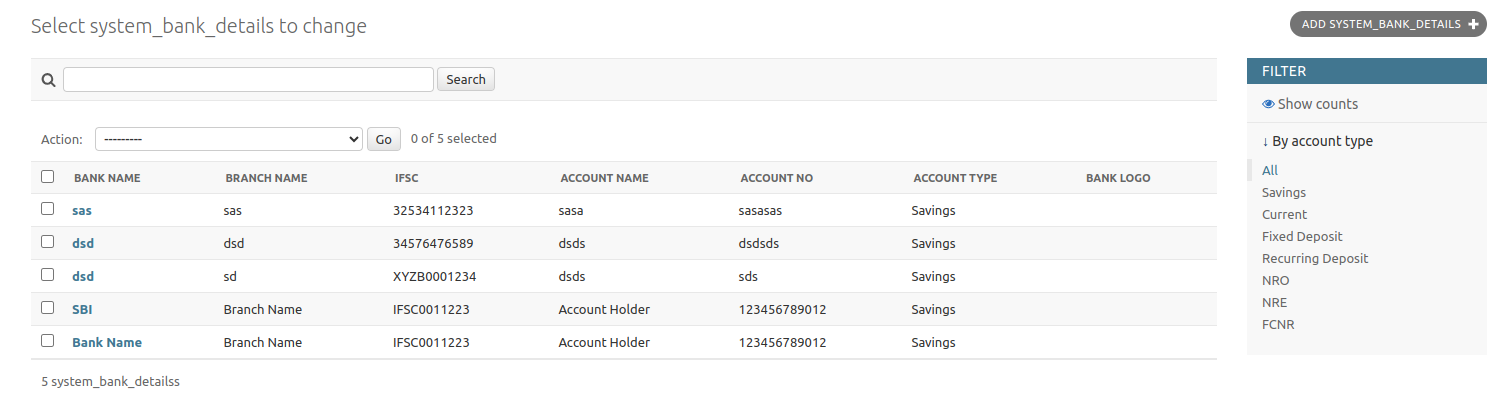 Select system_bank_details to change
ADD SYSTEM_BANK_DETAILS +
Search
FILTER
Show counts
Action: --------- Go 0 of 5 selected
↓ By account type
All
Savings
Current
Fixed Deposit
Recurring Deposit
NRO
NRE
FCNR
BANK NAME BRANCH NAME IFSC ACCOUNT NAME ACCOUNT NO ACCOUNT TYPE BANK LOGO
sas sas 32534112323 sasa sasasas Savings
dsd dsd 34576476589 dsds dsdsds Savings
dsd sd XYZB0001234 dsds sds Savings
SBI Branch Name IFSC0011223 Account Holder 123456789012 Savings
Bank Name Branch Name IFSC0011223 Account Holder 123456789012 Savings
5 system_bank_detailss